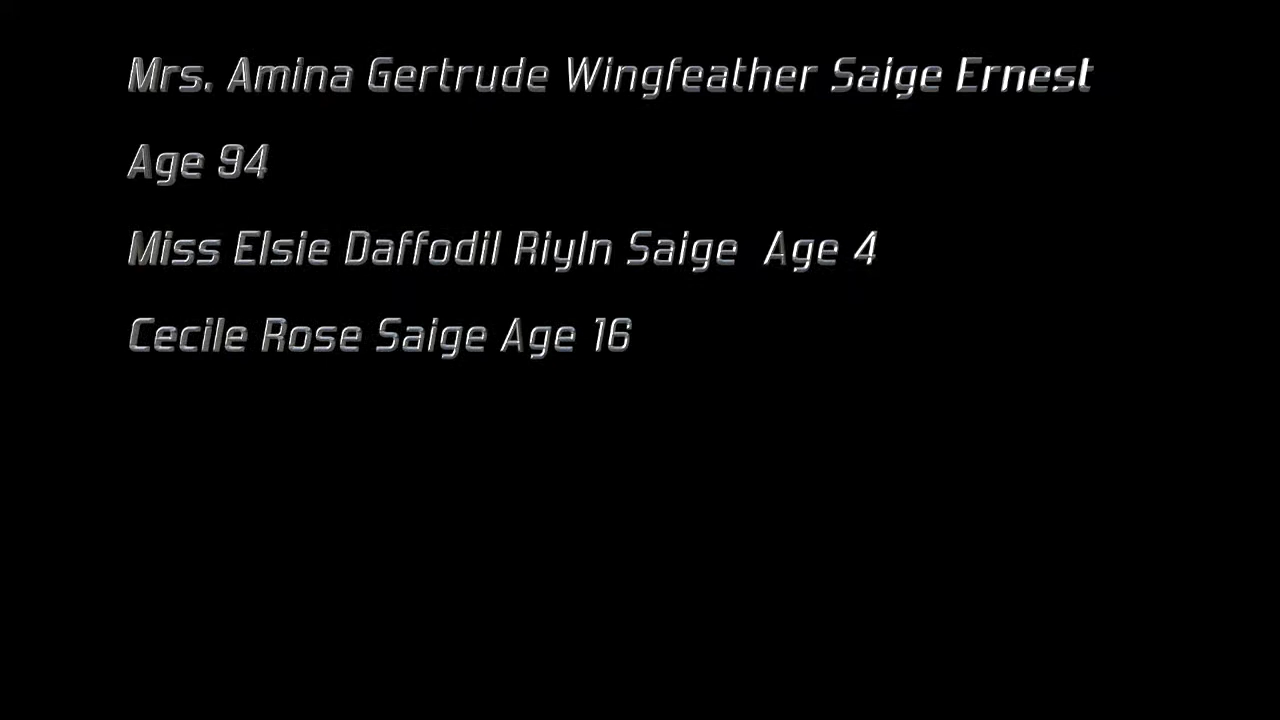 Mrs. Amina Gertrude Wingfeather Saige Ernest
Age 94
Miss Elsie Daffodil Riyln Saige  Age 4
Cecile Rose Saige Age 16